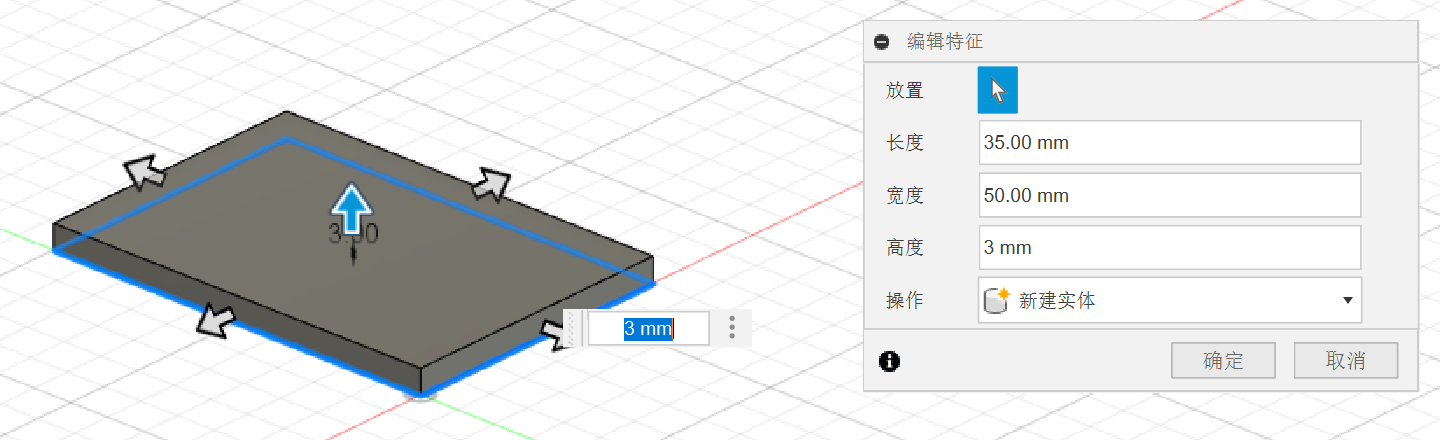 编辑特征
放置
长度 35.00 mm
宽度 50.00 mm
高度 3 mm
操作 新建实体
确定 取消
3.00
3 mm